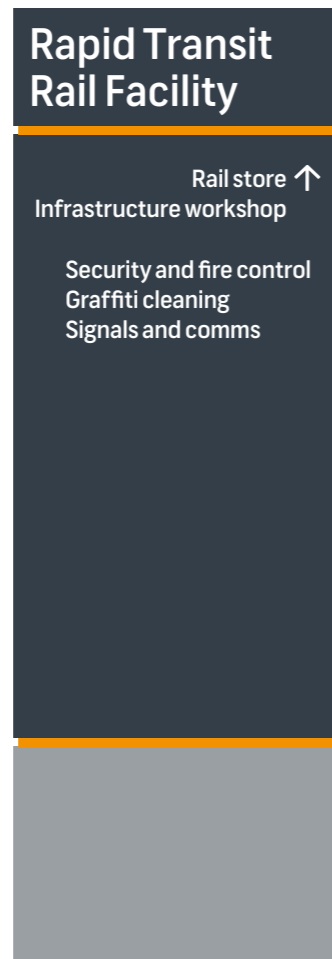 Rapid Transit
Rail Facility
Rail store ↑
Infrastructure workshop
Security and fire control
Graffiti cleaning
Signals and comms